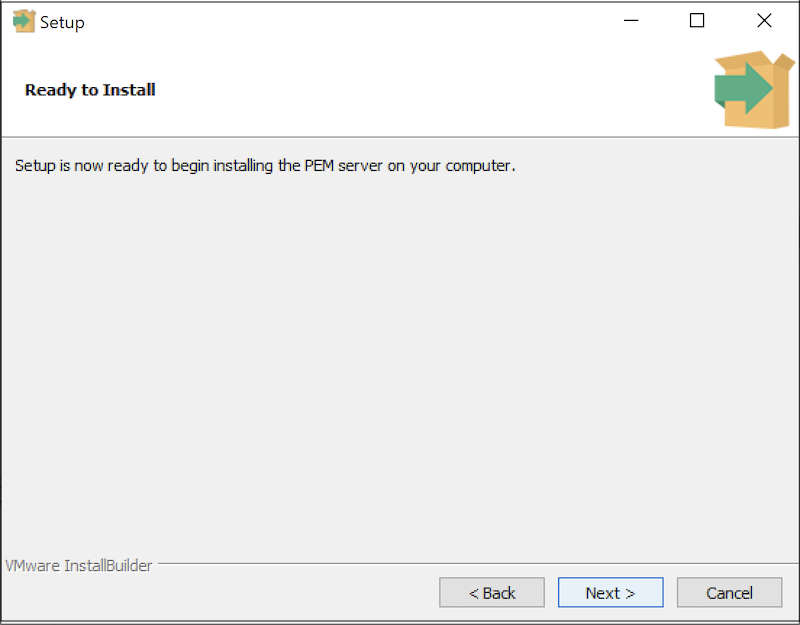 Setup
Ready to Install
Setup is now ready to begin installing the PEM server on your computer.
VMware InstallBuilder
< Back
Next >
Cancel